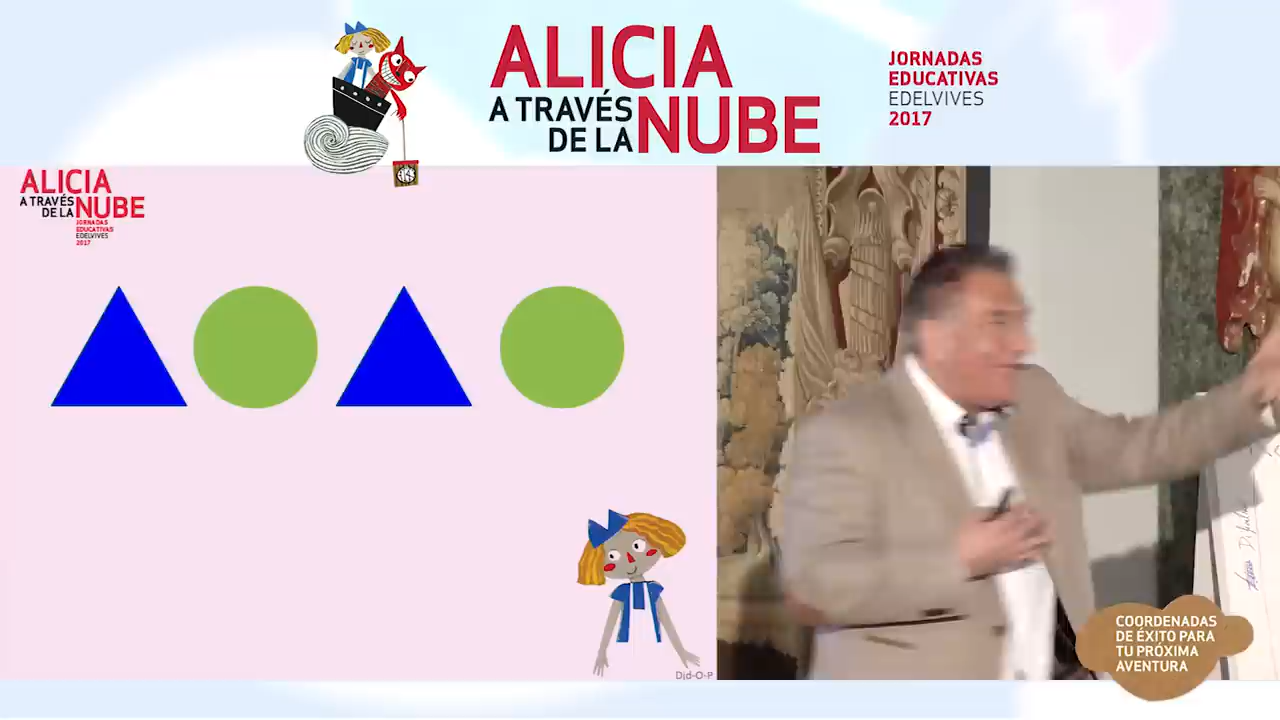 ALICIA
A TRAVÉS
DE LA NUBE
JORNADAS
EDUCATIVAS
EDELVIVES
2017
ALICIA
A TRAVÉS
DE LA NUBE
JORNADAS
EDUCATIVAS
EDELVIVES
2017
Djd-O-P
COORDENADAS
DE ÉXITO PARA
TU PRÓXIMA
AVENTURA